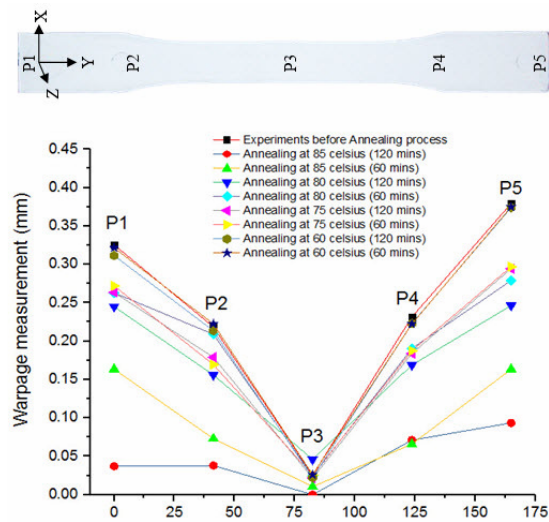 X
P1
Y
Z
P2
P3
P4
P5
Experiments before Annealing process
Annealing at 85 celsius (120 mins)
Annealing at 85 celsius (60 mins)
Annealing at 80 celsius (120 mins)
Annealing at 80 celsius (60 mins)
Annealing at 75 celsius (120 mins)
Annealing at 75 celsius (60 mins)
Annealing at 60 celsius (120 mins)
Annealing at 60 celsius (60 mins)
Warpage measurement (mm)
0.45
0.40
0.35
0.30
0.25
0.20
0.15
0.10
0.05
0.00
P1
P2
P3
P4
P5
0
25
50
75
100
125
150
175